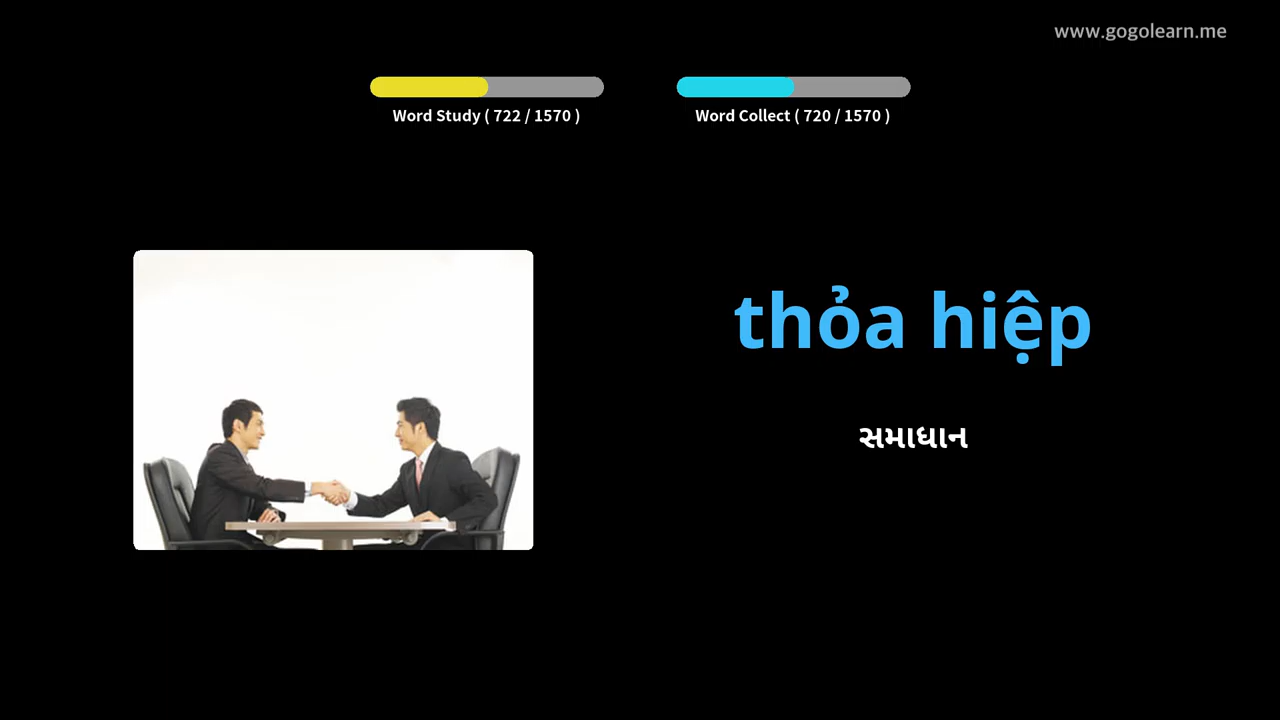 www.gogolearn.me
Word Study ( 722 / 1570 )
Word Collect ( 720 / 1570 )
thỏa hiệp
સમાધાન